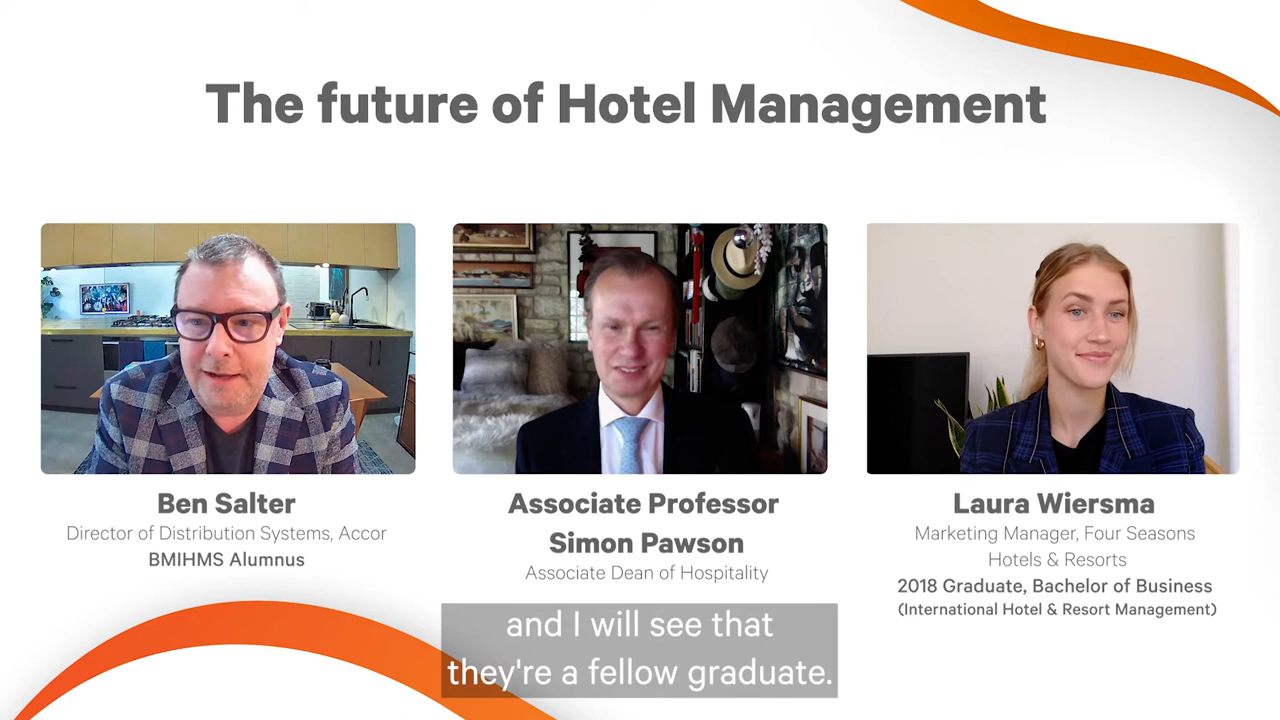 The future of Hotel Management
Ben Salter
Director of Distribution Systems, Accor
BMIHMS Alumnus
Associate Professor
Simon Pawson
Associate Dean of Hospitality
Laura Wiersma
Marketing Manager, Four Seasons
Hotels & Resorts
2018 Graduate, Bachelor of Business
(International Hotel & Resort Management)
and I will see that
they're a fellow graduate.